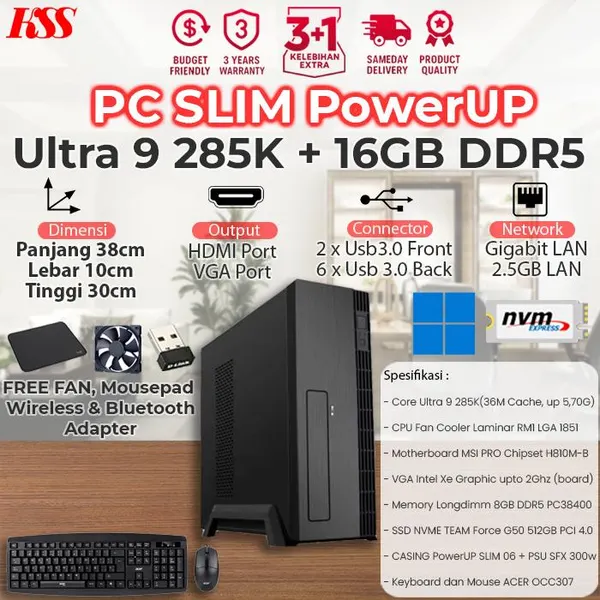 KSS
BUDGET
FRIENDLY
3 YEARS
WARRANTY
3+1
KELEBIHAN
EXTRA
SAMEDAY
DELIVERY
PRODUCT
QUALITY
PC SLIM PowerUP
Ultra 9 285K + 16GB DDR5
Dimensi
Panjang 38cm
Lebar 10cm
Tinggi 30cm
Output
HDMI Port
VGA Port
Connector
2 x Usb3.0 Front
6 x Usb 3.0 Back
Network
Gigabit LAN
2.5GB LAN
nvm
EXPRESS
FREE FAN, Mousepad
Wireless & Bluetooth
Adapter
Spesifikasi :
- Core Ultra 9 285K(36M Cache, up 5,70G)
- CPU Fan Cooler Laminar RM1 LGA 1851
- Motherboard MSI PRO Chipset H810M-B
- VGA Intel Xe Graphic upto 2Ghz (board)
- Memory Longdimm 8GB DDR5 PC38400
- SSD NVME TEAM Force G50 512GB PCI 4.0
- CASING PowerUP SLIM 06 + PSU SFX 300w
- Keyboard dan Mouse ACER OCC307